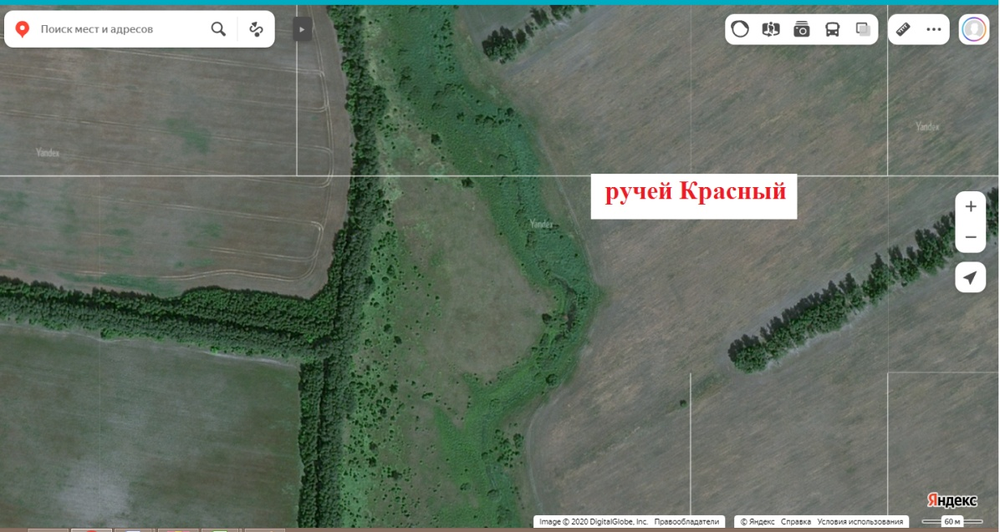 Поиск мест и адресов
Yandex
Yandex
ручей Красный
Yandex
Яндекс
Image © 2020 DigitalGlobe, Inc. Правообладатели
© Яндекс Справка Условия использования
60 м